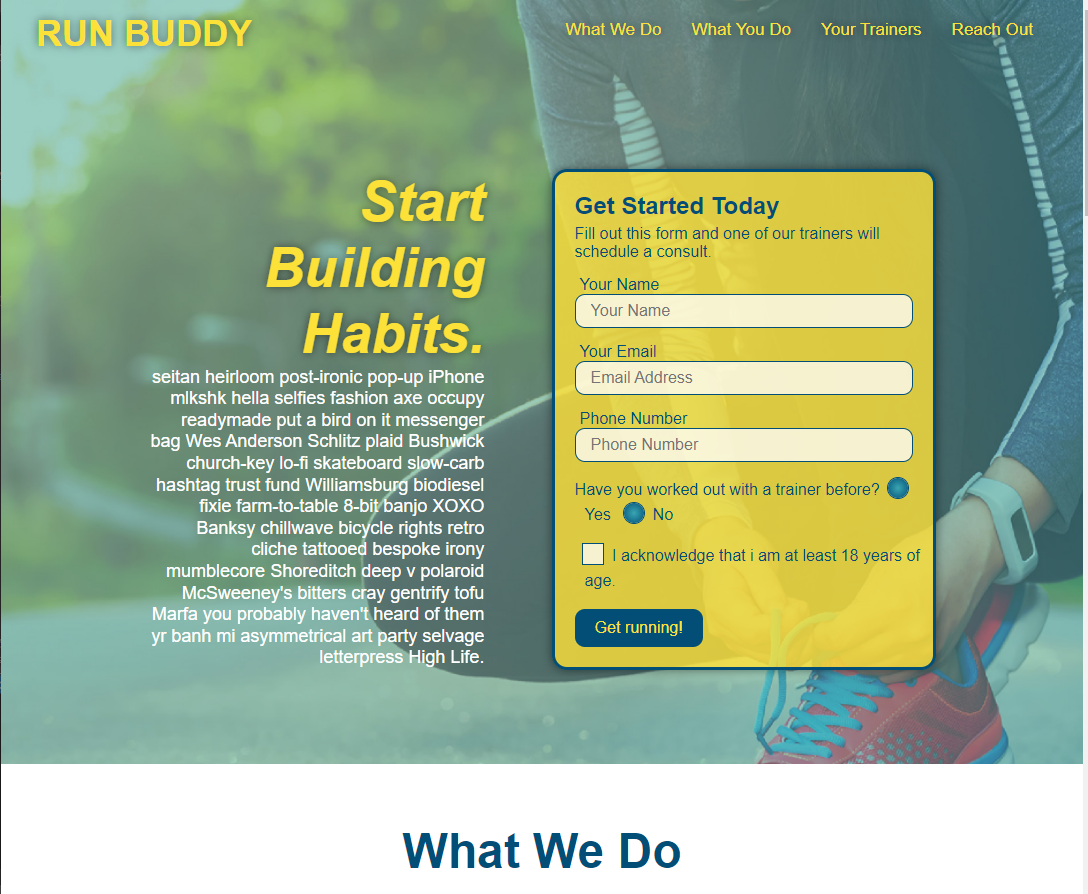 RUN BUDDY
What We Do What You Do Your Trainers Reach Out
Start
Building
Habits.
seitan heirloom post-ironic pop-up iPhone
mlkshk hella selfies fashion axe occupy
readymade put a bird on it messenger
bag Wes Anderson Schlitz plaid Bushwick
church-key lo-fi skateboard slow-carb
hashtag trust fund Williamsburg biodiesel
fixie farm-to-table 8-bit banjo XOXO
Banksy chillwave bicycle rights retro
cliche tattooed bespoke irony
mumblecore Shoreditch deep v polaroid
McSweeney's bitters cray gentrify tofu
Marfa you probably haven't heard of them
yr banh mi asymmetrical art party selvage
letterpress High Life.
Get Started Today
Fill out this form and one of our trainers will
schedule a consult.
Your Name
Your Name
Your Email
Email Address
Phone Number
Phone Number
Have you worked out with a trainer before?
Yes No
I acknowledge that i am at least 18 years of
age.
Get running!
What We Do